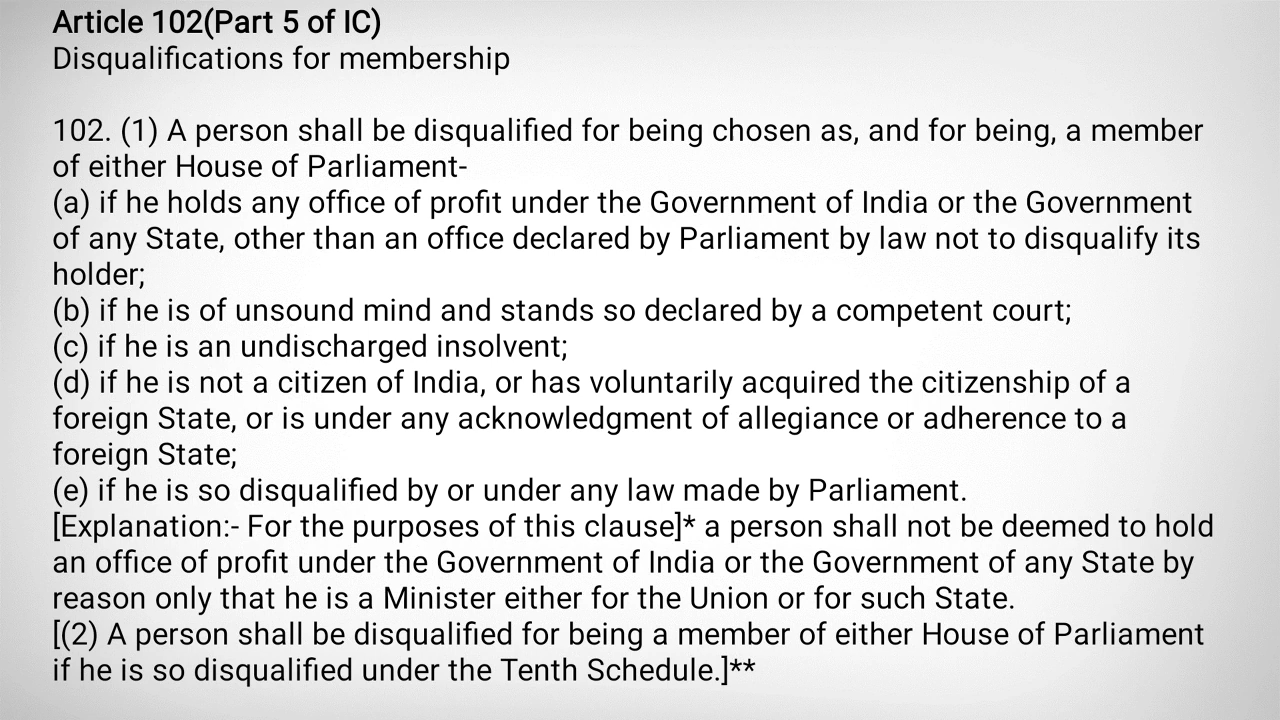 Article 102(Part 5 of IC)
Disqualifications for membership
102. (1) A person shall be disqualified for being chosen as, and for being, a member
of either House of Parliament-
(a) if he holds any office of profit under the Government of India or the Government
of any State, other than an office declared by Parliament by law not to disqualify its
holder;
(b) if he is of unsound mind and stands so declared by a competent court;
(c) if he is an undischarged insolvent;
(d) if he is not a citizen of India, or has voluntarily acquired the citizenship of a
foreign State, or is under any acknowledgment of allegiance or adherence to a
foreign State;
(e) if he is so disqualified by or under any law made by Parliament.
[Explanation:- For the purposes of this clause]* a person shall not be deemed to hold
an office of profit under the Government of India or the Government of any State by
reason only that he is a Minister either for the Union or for such State.
[(2) A person shall be disqualified for being a member of either House of Parliament
if he is so disqualified under the Tenth Schedule.]**